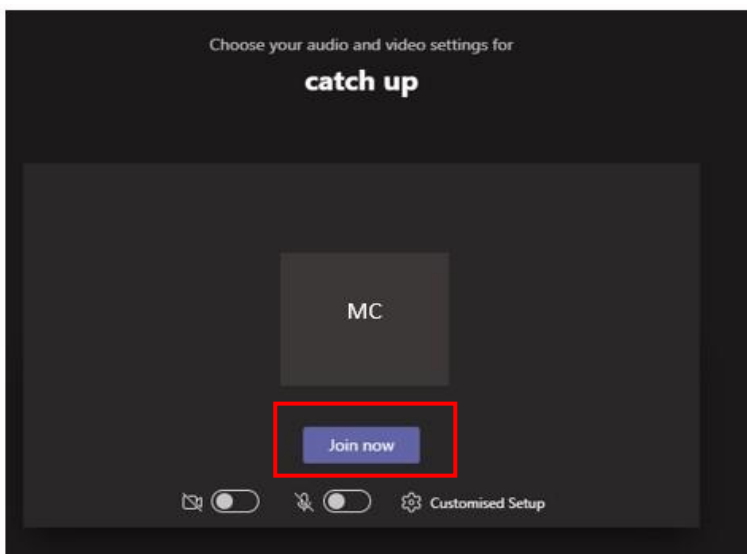 Choose your audio and video settings for
catch up
MC
Join now
Customised Setup